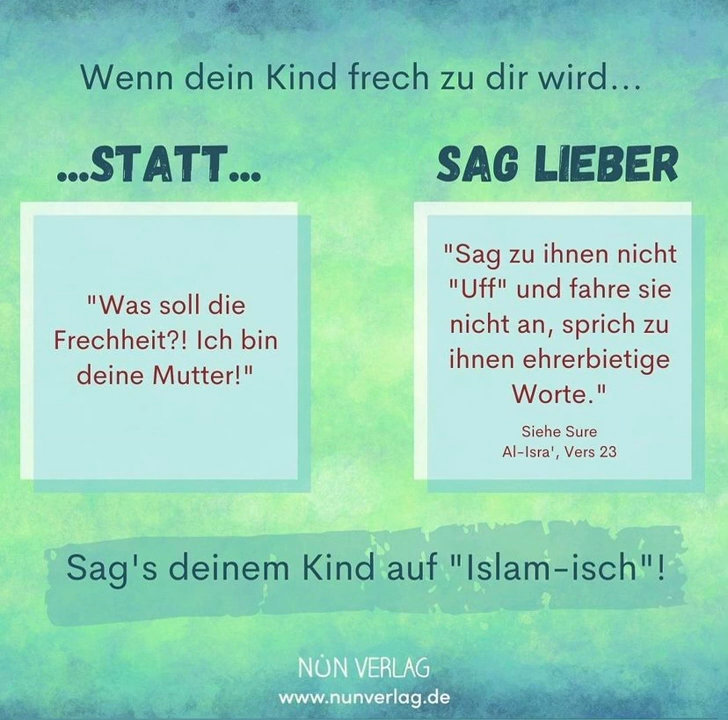 Wenn dein Kind frech zu dir wird...
...STATT...
SAG LIEBER
"Was soll die
Frechheit?! Ich bin
deine Mutter!"
"Sag zu ihnen nicht
"Uff" und fahre sie
nicht an, sprich zu
ihnen ehrerbietige
Worte."
Siehe Sure
Al-Isra', Vers 23
Sag's deinem Kind auf "Islam-isch"!
NŪN VERLAG
www.nunverlag.de